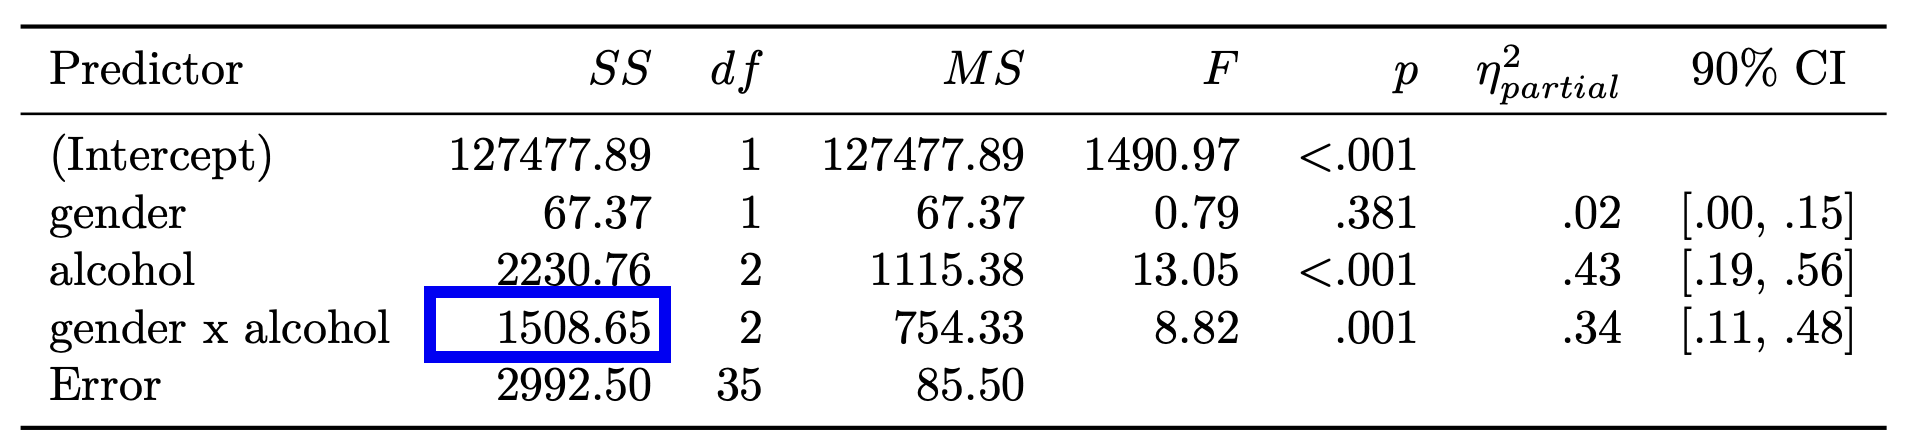 Predictor SS df MS F p η²partial 90% CI
(Intercept) 127477.89 1 127477.89 1490.97 <.001
gender 67.37 1 67.37 0.79 .381 .02 [.00, .15]
alcohol 2230.76 2 1115.38 13.05 <.001 .43 [.19, .56]
gender x alcohol 1508.65 2 754.33 8.82 .001 .34 [.11, .48]
Error 2992.50 35 85.50